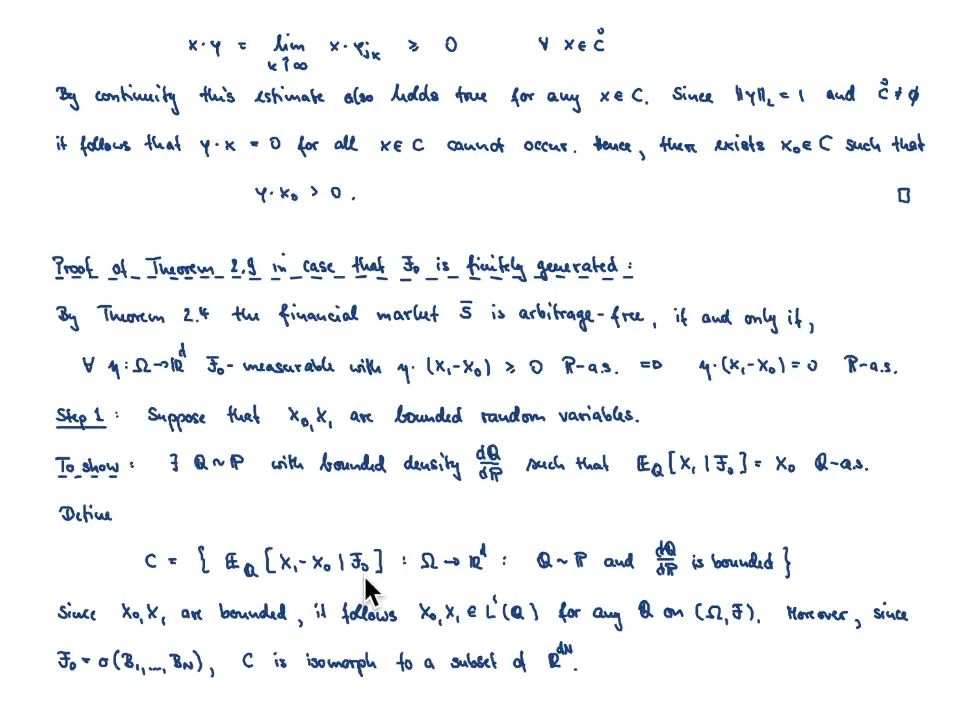 x·y = lim_{k↑∞} x·y_{jk} ≥ 0 ∀ x ∈ C̊
By continuity this estimate also holds true for any x ∈ C. Since ‖y‖₂ = 1 and C̊ ≠ ∅
it follows that y·x = 0 for all x ∈ C cannot occur. Hence, there exists x₀ ∈ C such that
y·x₀ > 0. □
Proof of Theorem 2.9 in case that F₀ is finitely generated:
By Theorem 2.4 the financial market S̄ is arbitrage-free, if and only if,
∀ η: Ω→ℝ^d F₀-measurable with η·(X₁-X₀) ≥ 0 P-a.s. ⇒ η·(X₁-X₀) = 0 P-a.s.
Step 1: Suppose that X₀, X₁ are bounded random variables.
To show: ∃ Q ~ P with bounded density dQ/dP such that E_Q[X₁ | F₀] = X₀ Q-a.s.
Define
C = { E_Q[X₁-X₀ | F₀] : Ω → ℝ^d : Q ~ P and dQ/dP is bounded }
Since X₀, X₁ are bounded, it follows X₀, X₁ ∈ L¹(Q) for any Q on (Ω, F). Moreover, since
F₀ = σ(B₁, ..., B_N), C is isomorph to a subset of ℝ^{dN}.